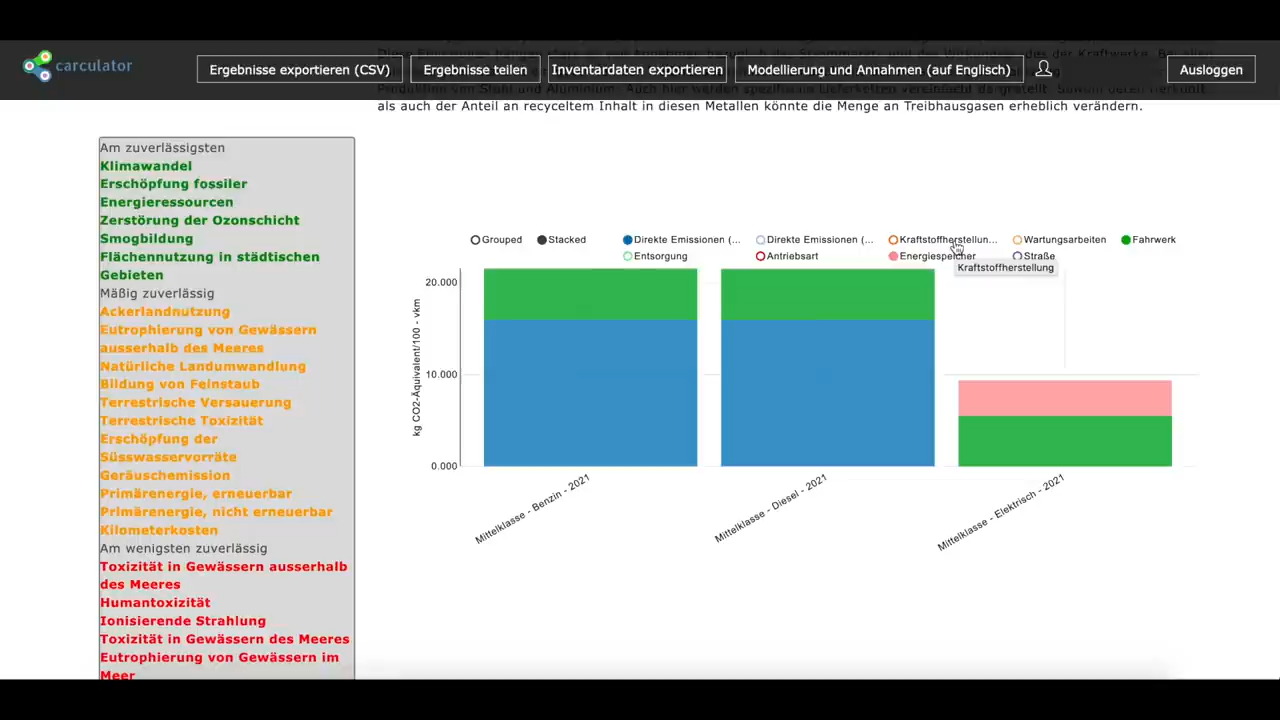 carculator
Ergebnisse exportieren (CSV)
Ergebnisse teilen
Inventardaten exportieren
Modellierung und Annahmen (auf Englisch)
Ausloggen
als auch der Anteil an recyceltem Inhalt in diesen Metallen könnte die Menge an Treibhausgasen erheblich verändern.
Am zuverlässigsten
Klimawandel
Erschöpfung fossiler
Energieressourcen
Zerstörung der Ozonschicht
Smogbildung
Flächennutzung in städtischen
Gebieten
Mäßig zuverlässig
Ackerlandnutzung
Eutrophierung von Gewässern
ausserhalb des Meeres
Natürliche Landumwandlung
Bildung von Feinstaub
Terrestrische Versauerung
Terrestrische Toxizität
Erschöpfung der
Süsswasservorräte
Geräuschemission
Primärenergie, erneuerbar
Primärenergie, nicht erneuerbar
Kilometerkosten
Am wenigsten zuverlässig
Toxizität in Gewässern ausserhalb
des Meeres
Humantoxizität
Ionisierende Strahlung
Toxizität in Gewässern des Meeres
Eutrophierung von Gewässern im
Meer
Grouped
Stacked
Direkte Emissionen (...
Direkte Emissionen (...
Kraftstoffherstellun...
Wartungsarbeiten
Fahrwerk
Entsorgung
Antriebsart
Energiespeicher
Straße
Kraftstoffherstellung
kg CO2-Äquivalent/100 - vkm
20.000
10.000
0.000
Mittelklasse - Benzin - 2021
Mittelklasse - Diesel - 2021
Mittelklasse - Elektrisch - 2021